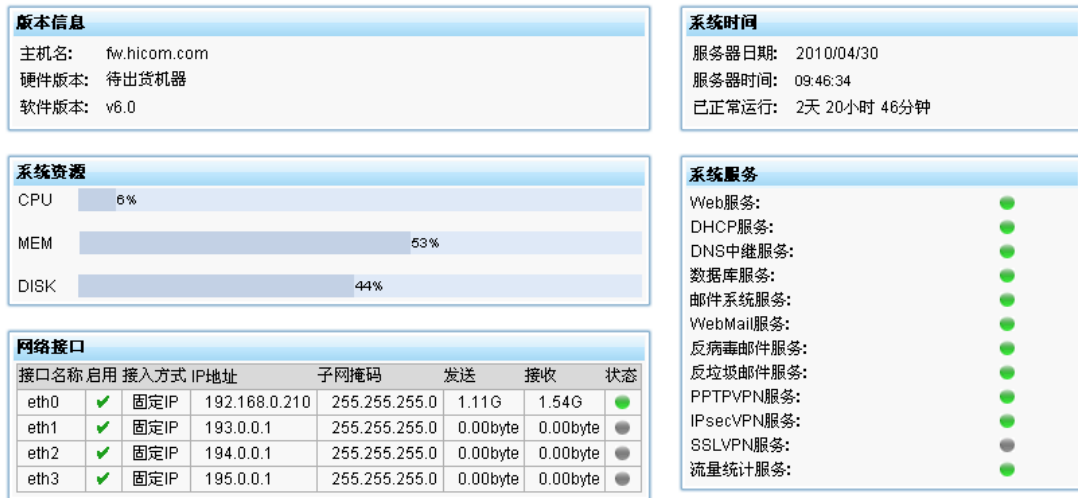 版本信息
主机名: fw.hicom.com
硬件版本: 待出货机器
软件版本: v6.0
系统时间
服务器日期: 2010/04/30
服务器时间: 09:46:34
已正常运行: 2天 20小时 46分钟
系统资源
CPU 6%
MEM 53%
DISK 44%
网络接口
接口名称 启用 接入方式 IP地址 子网掩码 发送 接收 状态
eth0 ✔ 固定IP 192.168.0.210 255.255.255.0 1.11G 1.54G
eth1 ✔ 固定IP 193.0.0.1 255.255.255.0 0.00byte 0.00byte
eth2 ✔ 固定IP 194.0.0.1 255.255.255.0 0.00byte 0.00byte
eth3 ✔ 固定IP 195.0.0.1 255.255.255.0 0.00byte 0.00byte
系统服务
Web服务:
DHCP服务:
DNS中继服务:
数据库服务:
邮件系统服务:
WebMail服务:
反病毒邮件服务:
反垃圾邮件服务:
PPTPVPN服务:
IPsecVPN服务:
SSLVPN服务:
流量统计服务: